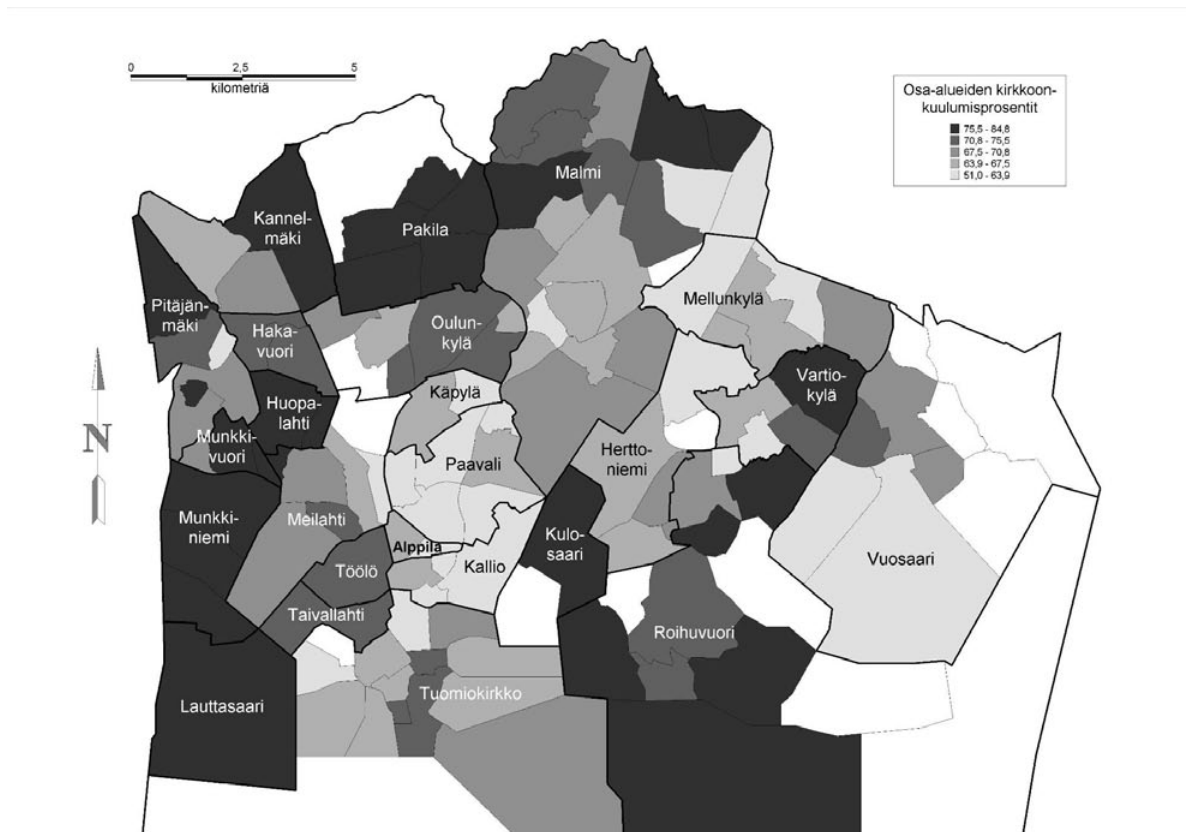 0
2,5
5
kilometriä
Osa-alueiden kirkkoon-
kuulumisprosentit
75,5 - 84,8
70,8 - 75,5
67,5 - 70,8
63,9 - 67,5
51,0 - 63,9
Malmi
Kannel-
mäki
Pakila
Mellunkylä
Pitäjän-
mäki
Haka-
vuori
Oulun-
kylä
Vartio-
kylä
Käpylä
Huopa-
lahti
Munkki-
vuori
Paavali
Hertto-
niemi
N
Munkki-
niemi
Meilahti
Alppila
Kulo-
saari
Kallio
Töölö
Vuosaari
Taivallahti
Roihuvuori
Lauttasaari
Tuomiokirkko